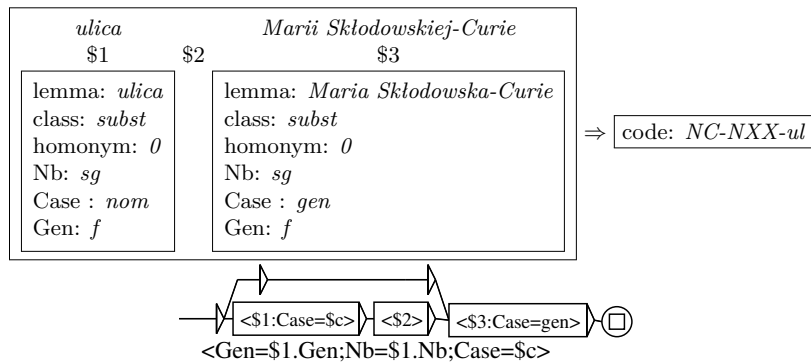 ulica Marii Skłodowskiej-Curie
$1 $2 $3
lemma: ulica
class: subst
homonym: 0
Nb: sg
Case : nom
Gen: f
lemma: Maria Skłodowska-Curie
class: subst
homonym: 0
Nb: sg
Case : gen
Gen: f
⇒ code: NC-NXX-ul
<$1:Case=$c> <$2> <$3:Case=gen>
<Gen=$1.Gen;Nb=$1.Nb;Case=$c>